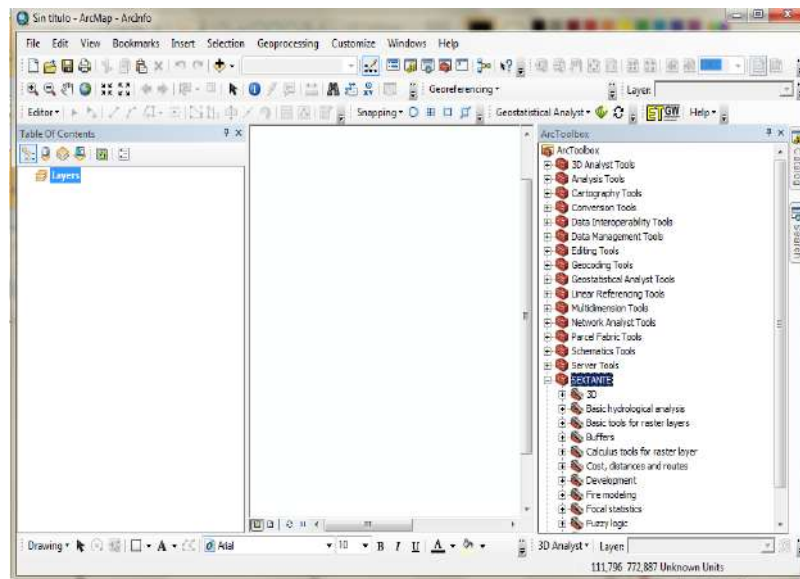 Sin título - ArcMap - ArcInfo
File Edit View Bookmarks Insert Selection Geoprocessing Customize Windows Help
Georeferencing
Layer:
Editor
Snapping
Geostatistical Analyst
ET GW
Help
Table Of Contents
Layers
ArcToolbox
ArcToolbox
3D Analyst Tools
Analysis Tools
Cartography Tools
Conversion Tools
Data Interoperability Tools
Data Management Tools
Editing Tools
Geocoding Tools
Geostatistical Analyst Tools
Linear Referencing Tools
Multidimension Tools
Network Analyst Tools
Parcel Fabric Tools
Schematics Tools
Server Tools
SEXTANTE
3D
Basic hydrological analysis
Basic tools for raster layers
Buffers
Calculus tools for raster layer
Cost, distances and routes
Development
Fire modeling
Focal statistics
Fuzzy logic
Catalog
Search
Drawing
A
Arial
10
B I U A
3D Analyst
Layer:
111,796 772,887 Unknown Units